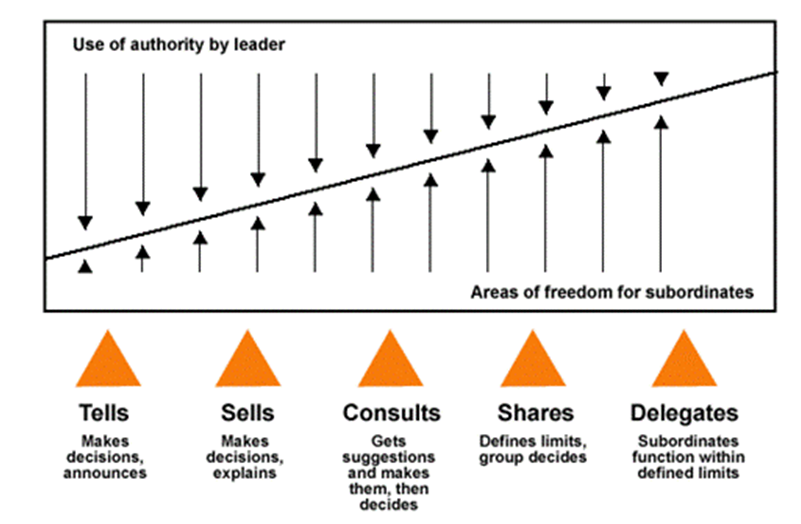 Use of authority by leader
Areas of freedom for subordinates
Tells
Makes
decisions,
announces
Sells
Makes
decisions,
explains
Consults
Gets
suggestions
and makes
them, then
decides
Shares
Defines limits,
group decides
Delegates
Subordinates
function within
defined limits